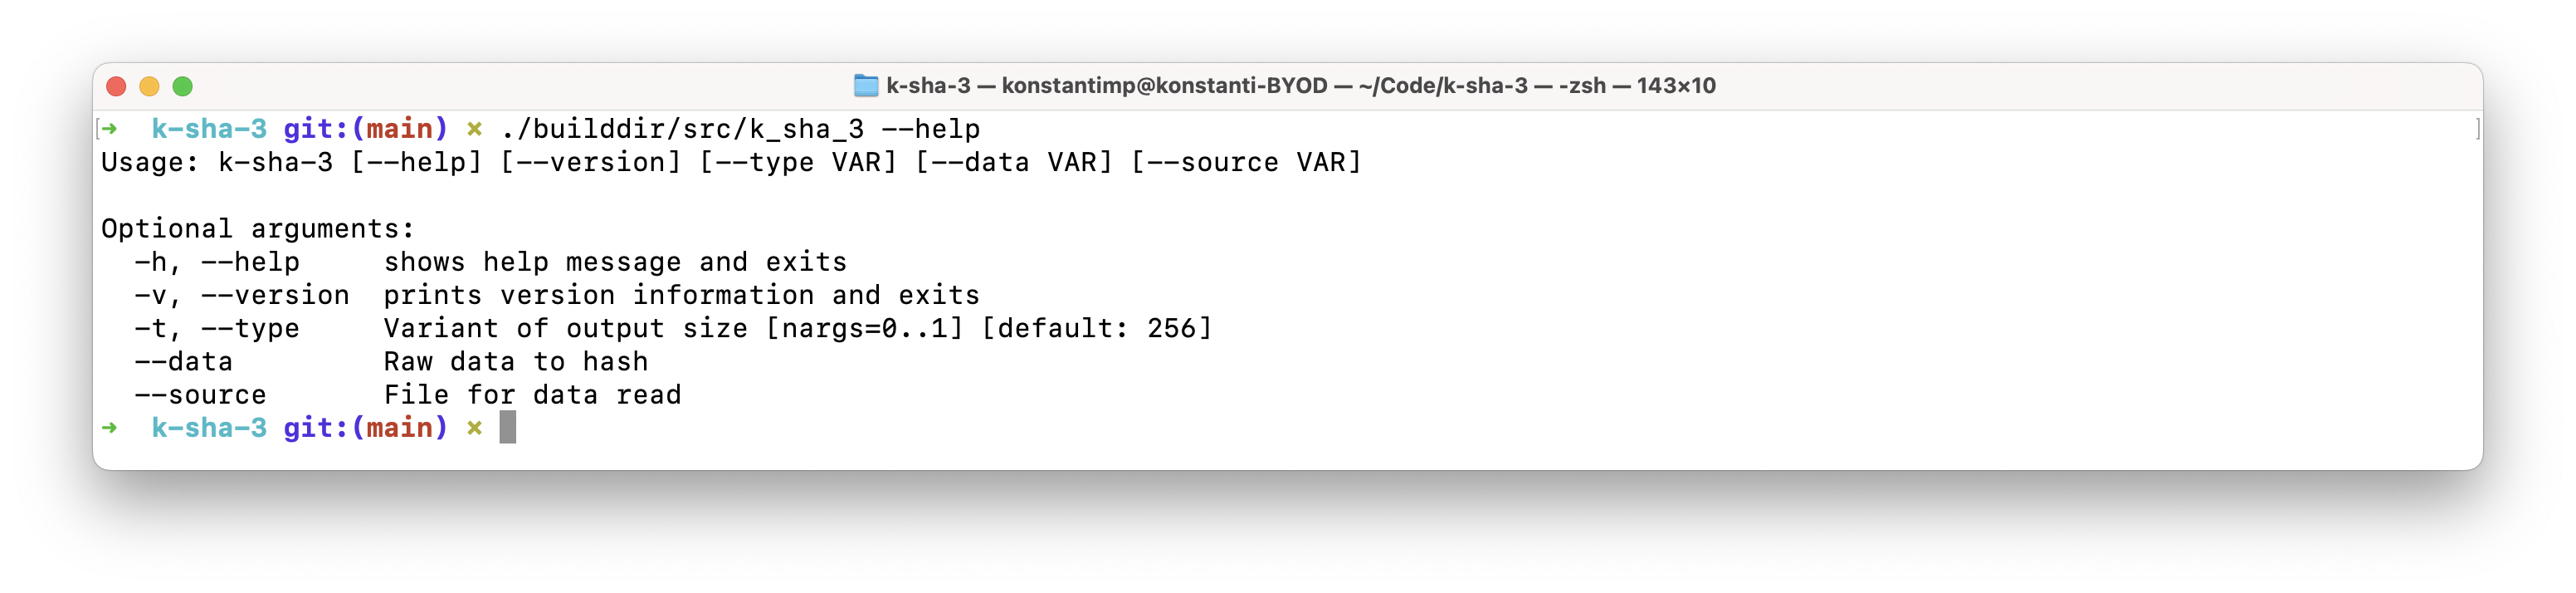 k-sha-3 — konstantimp@konstanti-BYOD — ~/Code/k-sha-3 — -zsh — 143×10
[➜  k-sha-3 git:(main) ✗ ./builddir/src/k_sha_3 --help ]
Usage: k-sha-3 [--help] [--version] [--type VAR] [--data VAR] [--source VAR]
Optional arguments:
  -h, --help     shows help message and exits
  -v, --version  prints version information and exits
  -t, --type     Variant of output size [nargs=0..1] [default: 256]
  --data         Raw data to hash
  --source       File for data read
➜  k-sha-3 git:(main) ✗